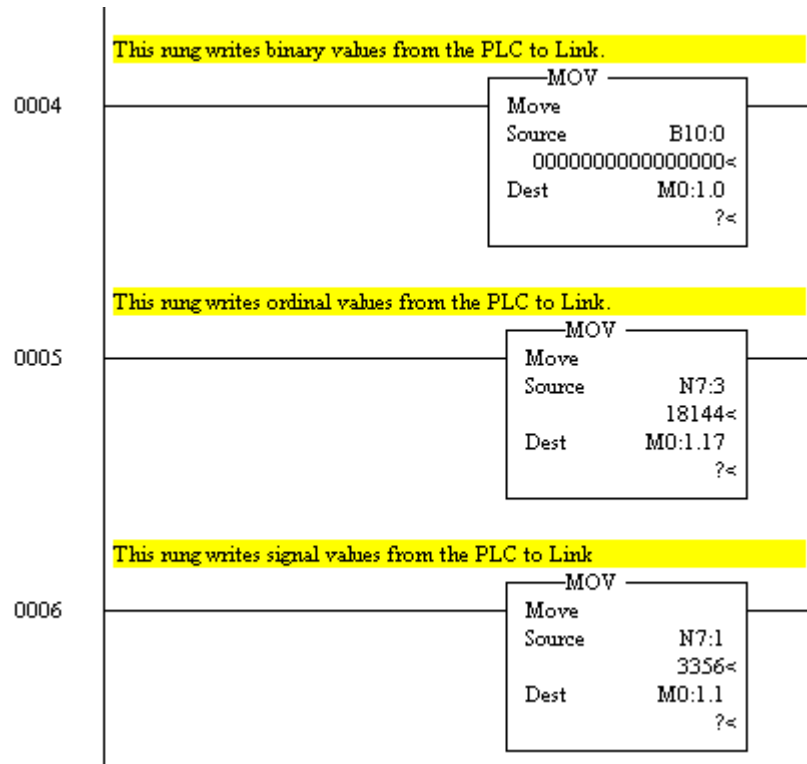 This rung writes binary values from the PLC to Link.
MOV
0004
Move
Source B10:0
0000000000000000<
Dest M0:1.0
?<
This rung writes ordinal values from the PLC to Link.
MOV
0005
Move
Source N7:3
18144<
Dest M0:1.17
?<
This rung writes signal values from the PLC to Link
MOV
0006
Move
Source N7:1
3356<
Dest M0:1.1
?<